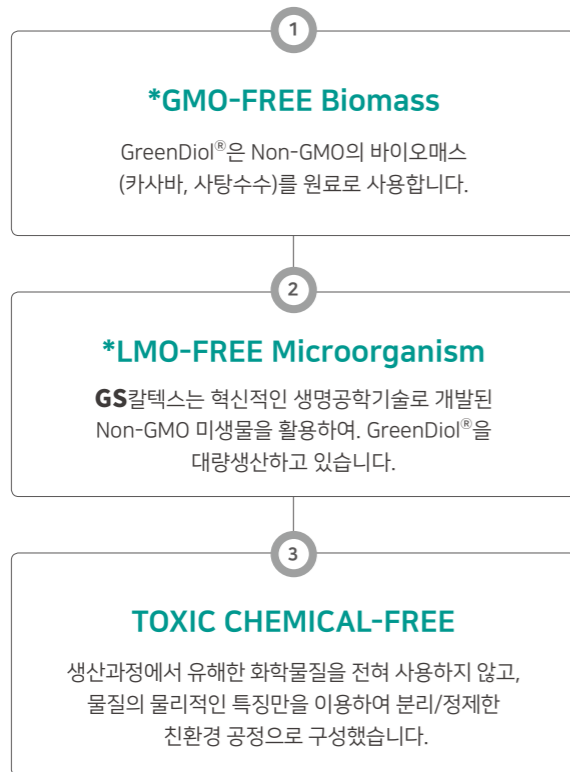 1
*GMO-FREE Biomass
GreenDiol®은 Non-GMO의 바이오매스
(카사바, 사탕수수)를 원료로 사용합니다.
2
*LMO-FREE Microorganism
GS칼텍스는 혁신적인 생명공학기술로 개발된
Non-GMO 미생물을 활용하여. GreenDiol®을
대량생산하고 있습니다.
3
TOXIC CHEMICAL-FREE
생산과정에서 유해한 화학물질을 전혀 사용하지 않고,
물질의 물리적인 특징만을 이용하여 분리/정제한
친환경 공정으로 구성했습니다.